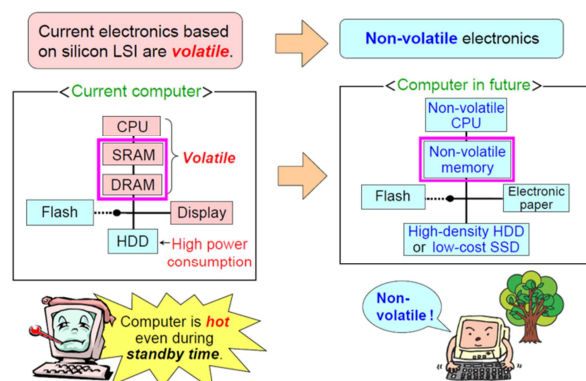 Current electronics based
on silicon LSI are volatile.
Non-volatile electronics
<Current computer>
CPU
SRAM
DRAM
Volatile
Flash
Display
HDD
High power
consumption
Computer is hot
even during
standby time.
<Computer in future>
Non-volatile
CPU
Non-volatile
memory
Flash
Electronic
paper
High-density HDD
or low-cost SSD
Non-
volatile!